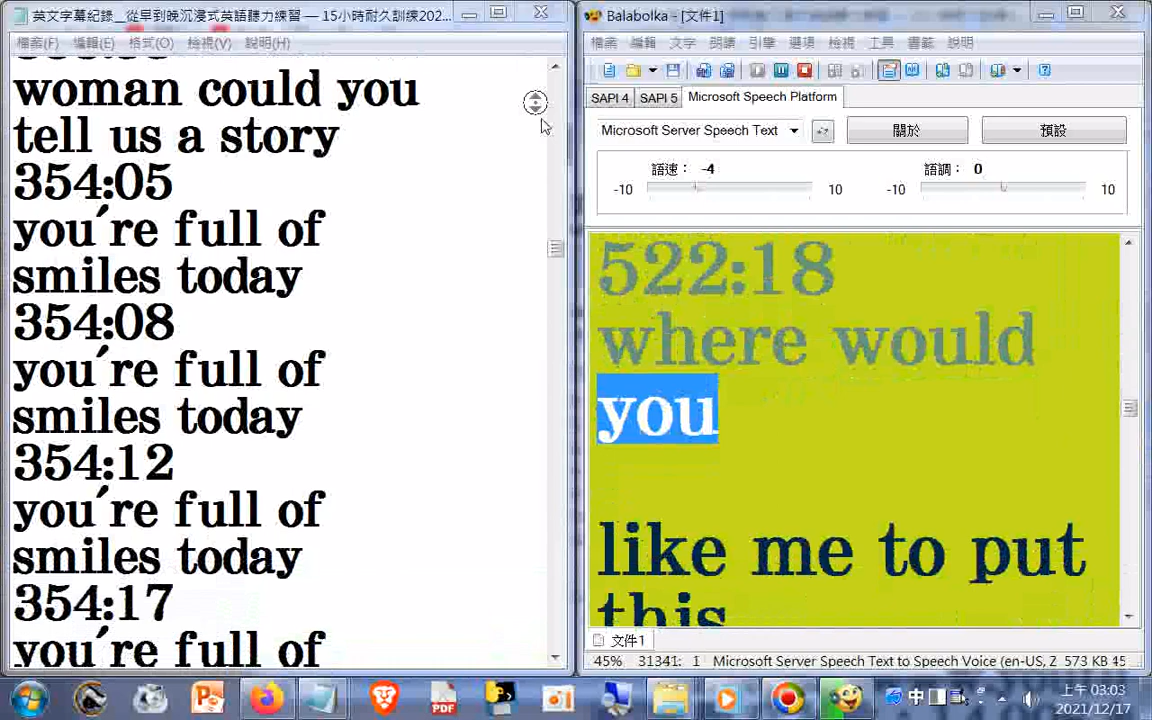 英文字幕紀錄__從早到晚沉浸式英語聽力練習 — 15小時耐久訓練202...
檔案(F) 編輯(E) 格式(O) 檢視(V) 說明(H)
woman could you
tell us a story
354:05
you're full of
smiles today
354:08
you're full of
smiles today
354:12
you're full of
smiles today
354:17
you're full of
Balabolka - [文件1]
檔案 編輯 文字 朗讀 引擎 選項 檢視 工具 書籤 說明
SAPI 4 SAPI 5 Microsoft Speech Platform
Microsoft Server Speech Text 關於 預設
語速： -4 語調： 0
-10 10 -10 10
522:18
where would
you
like me to put
this
文件1
45% 31341: 1 Microsoft Server Speech Text to Speech Voice (en-US, 2 573 KB 45
PDF
中
上午 03:03
2021/12/17